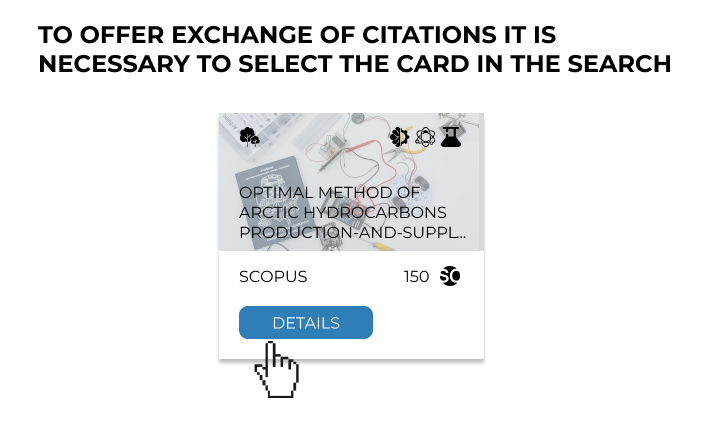 TO OFFER EXCHANGE OF CITATIONS IT IS
NECESSARY TO SELECT THE CARD IN THE SEARCH
OPTIMAL METHOD OF
ARCTIC HYDROCARBONS
PRODUCTION-AND-SUPPL...
SCOPUS 150 SC
DETAILS